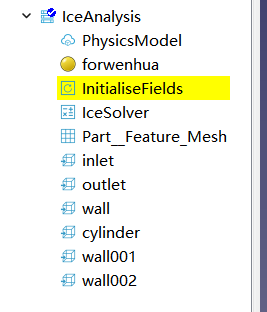 IceAnalysis
PhysicsModel
forwenhua
InitialiseFields
IceSolver
Part__Feature_Mesh
inlet
outlet
wall
cylinder
wall001
wall002